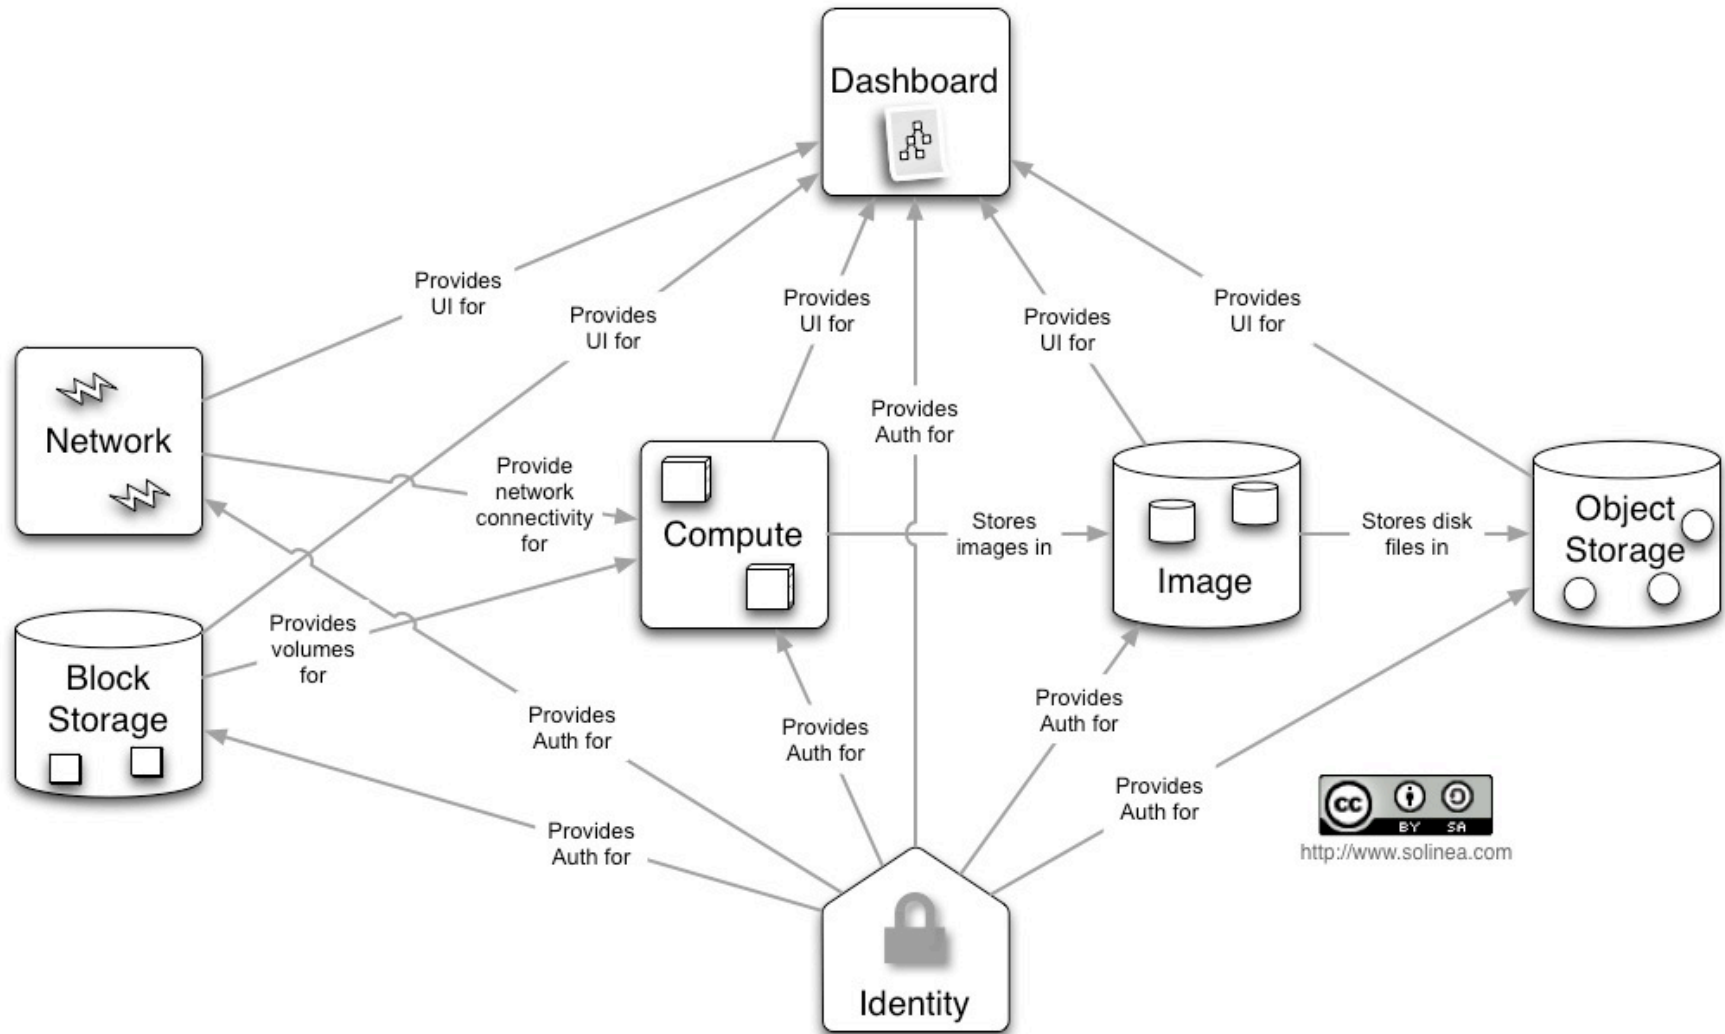 Dashboard
Provides
UI for
Provides
UI for
Provides
UI for
Provides
UI for
Provides
UI for
Provides
Auth for
Network
Provide
network
connectivity
for
Compute
Stores
images in
Image
Stores disk
files in
Object
Storage
Block
Storage
Provides
volumes
for
Provides
Auth for
Provides
Auth for
Provides
Auth for
Provides
Auth for
Provides
Auth for
Identity
cc
BY SA
http://www.solinea.com